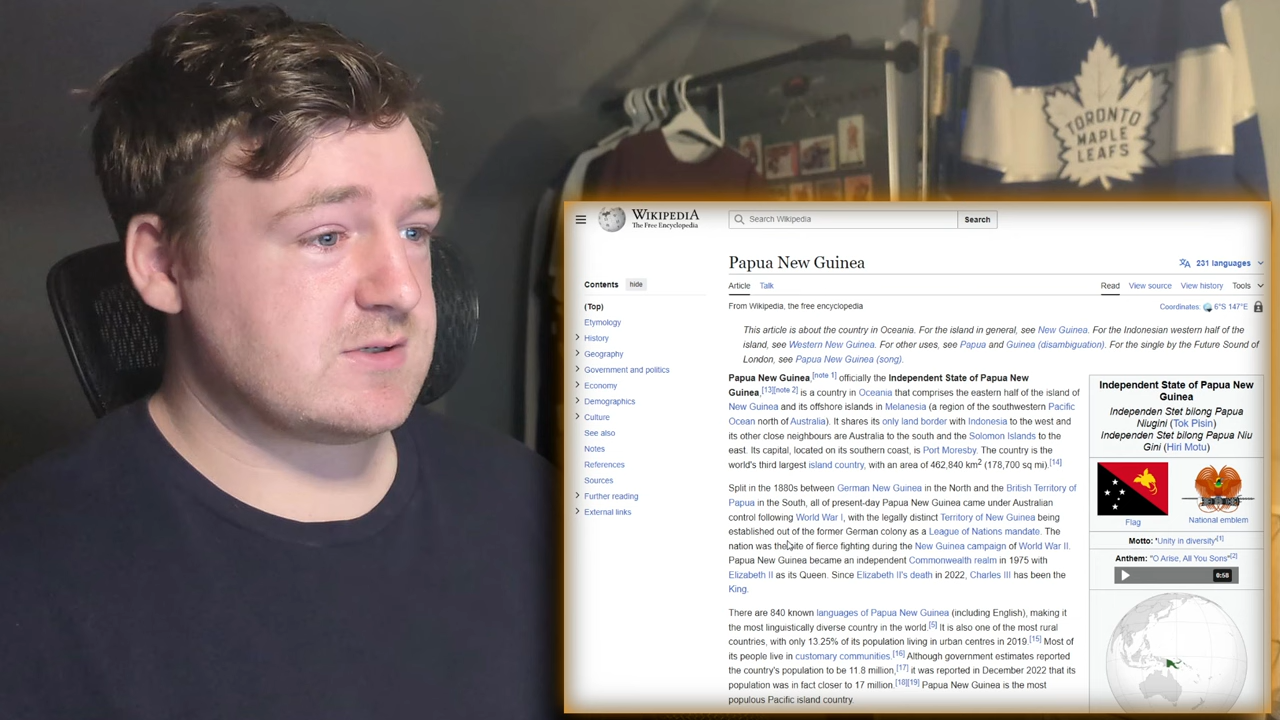 TORONTO
MAPLE
LEAFS
WIKIPEDIA
The Free Encyclopedia
Search Wikipedia
Search
Papua New Guinea
231 languages
Contents
hide
Article
Talk
Read
View source
View history
Tools
(Top)
From Wikipedia, the free encyclopedia
Coordinates: 6°S 147°E
Etymology
History
Geography
Government and politics
Economy
Demographics
Culture
See also
Notes
References
Sources
Further reading
External links
This article is about the country in Oceania. For the island in general, see New Guinea. For the Indonesian western half of the
island, see Western New Guinea. For other uses, see Papua and Guinea (disambiguation). For the single by the Future Sound of
London, see Papua New Guinea (song).
Papua New Guinea,[note 1] officially the Independent State of Papua New
Guinea,[13][note 2] is a country in Oceania that comprises the eastern half of the island of
New Guinea and its offshore islands in Melanesia (a region of the southwestern Pacific
Ocean north of Australia). It shares its only land border with Indonesia to the west and
its other close neighbours are Australia to the south and the Solomon Islands to the
east. Its capital, located on its southern coast, is Port Moresby. The country is the
world's third largest island country, with an area of 462,840 km2 (178,700 sq mi).[14]
Split in the 1880s between German New Guinea in the North and the British Territory of
Papua in the South, all of present-day Papua New Guinea came under Australian
control following World War I, with the legally distinct Territory of New Guinea being
established out of the former German colony as a League of Nations mandate. The
nation was the site of fierce fighting during the New Guinea campaign of World War II.
Papua New Guinea became an independent Commonwealth realm in 1975 with
Elizabeth II as its Queen. Since Elizabeth II's death in 2022, Charles III has been the
King.
There are 840 known languages of Papua New Guinea (including English), making it
the most linguistically diverse country in the world.[5] It is also one of the most rural
countries, with only 13.25% of its population living in urban centres in 2019.[15] Most of
its people live in customary communities.[16] Although government estimates reported
the country's population to be 11.8 million,[17] it was reported in December 2022 that its
population was in fact closer to 17 million.[18][19] Papua New Guinea is the most
populous Pacific island country.
Independent State of Papua New
Guinea
Independen Stet bilong Papua
Niugini (Tok Pisin)
Independen Stet bilong Papua Niu
Gini (Hiri Motu)
Flag
National emblem
Motto: 'Unity in diversity'[1]
Anthem: "O Arise, All You Sons"[2]
0:58